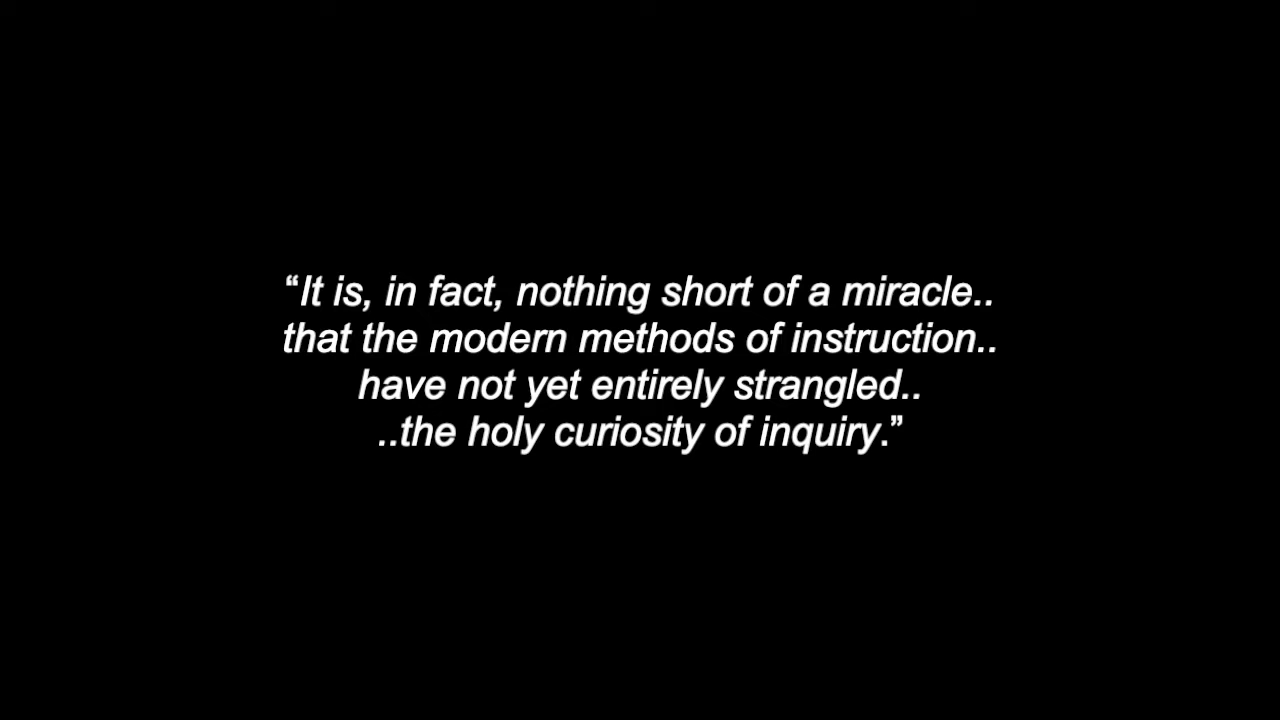 “It is, in fact, nothing short of a miracle..
that the modern methods of instruction..
have not yet entirely strangled..
..the holy curiosity of inquiry.”